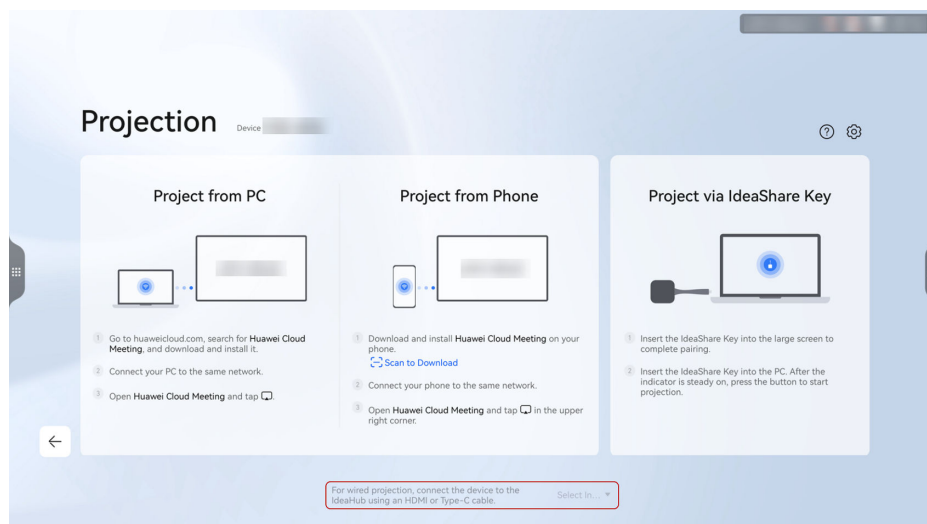 Projection Device
Project from PC
1 Go to huaweicloud.com, search for Huawei Cloud
Meeting, and download and install it.
2 Connect your PC to the same network.
3 Open Huawei Cloud Meeting and tap .
Project from Phone
1 Download and install Huawei Cloud Meeting on your
phone.
Scan to Download
2 Connect your phone to the same network.
3 Open Huawei Cloud Meeting and tap in the upper
right corner.
Project via IdeaShare Key
1 Insert the IdeaShare Key into the large screen to
complete pairing.
2 Insert the IdeaShare Key into the PC. After the
indicator is steady on, press the button to start
projection.
For wired projection, connect the device to the
IdeaHub using an HDMI or Type-C cable.
Select in...